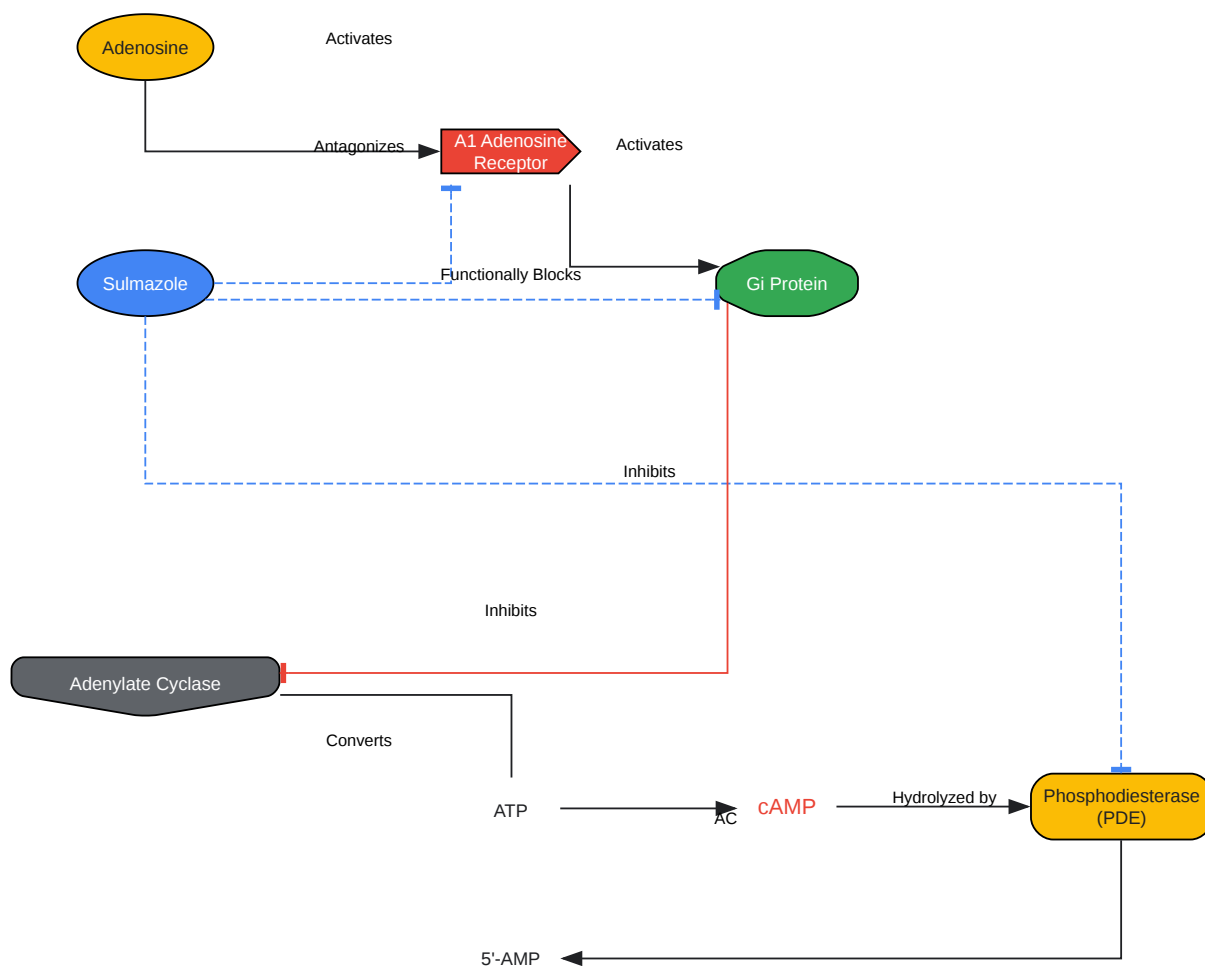 Activates
Adenosine
Antagonizes
A1 Adenosine
Receptor
Activates
Sulmazole
Functionally Blocks
Gi Protein
Inhibits
Inhibits
Adenylate Cyclase
Converts
ATP
AC
cAMP
Hydrolyzed by
Phosphodiesterase
(PDE)
5'-AMP